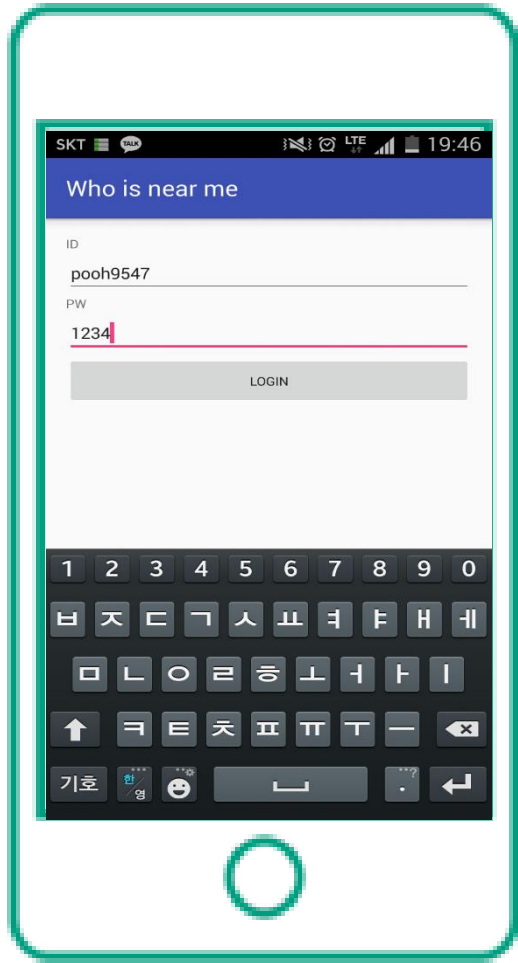 SKT TALK LTE 19:46
Who is near me
ID
pooh9547
PW
1234
LOGIN
1 2 3 4 5 6 7 8 9 0
ㅂ ㅈ ㄷ ㄱ ㅅ ㅛ ㅕ ㅑ ㅐ ㅔ
ㅁ ㄴ ㅇ ㄹ ㅎ ㅗ ㅓ ㅏ ㅣ
ㅋ ㅌ ㅊ ㅍ ㅠ ㅜ ㅡ
기호 한/영 . ?